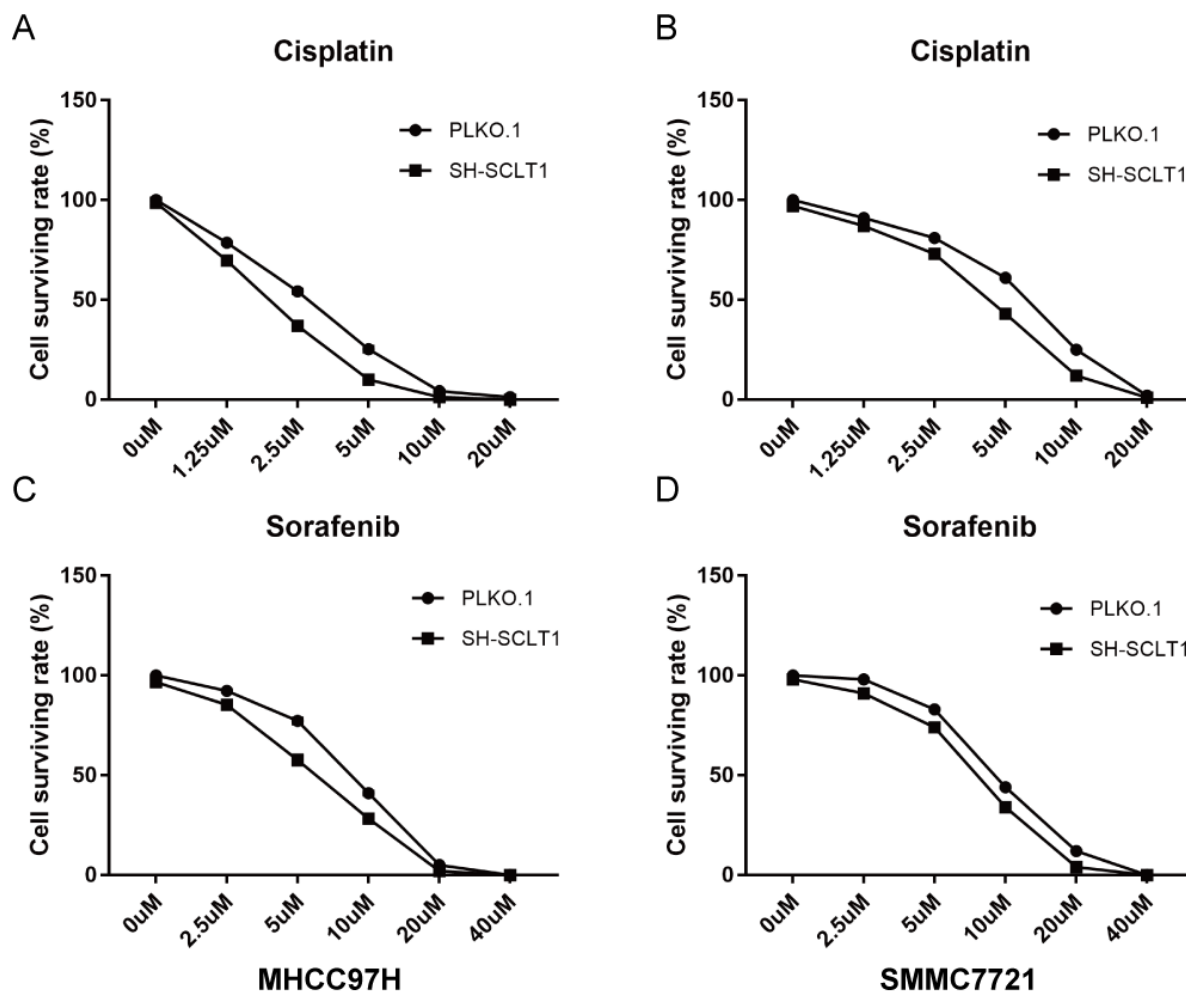 A
Cisplatin
Cell surviving rate (%)
150
100
50
0
PLKO.1
SH-SCLT1
0uM
1.25uM
2.5uM
5uM
10uM
20uM
B
Cisplatin
Cell surviving rate (%)
150
100
50
0
PLKO.1
SH-SCLT1
0uM
1.25uM
2.5uM
5uM
10uM
20uM
C
Sorafenib
Cell surviving rate (%)
150
100
50
0
PLKO.1
SH-SCLT1
0uM
2.5uM
5uM
10uM
20uM
40uM
MHCC97H
D
Sorafenib
Cell surviving rate (%)
150
100
50
0
PLKO.1
SH-SCLT1
0uM
2.5uM
5uM
10uM
20uM
40uM
SMMC7721